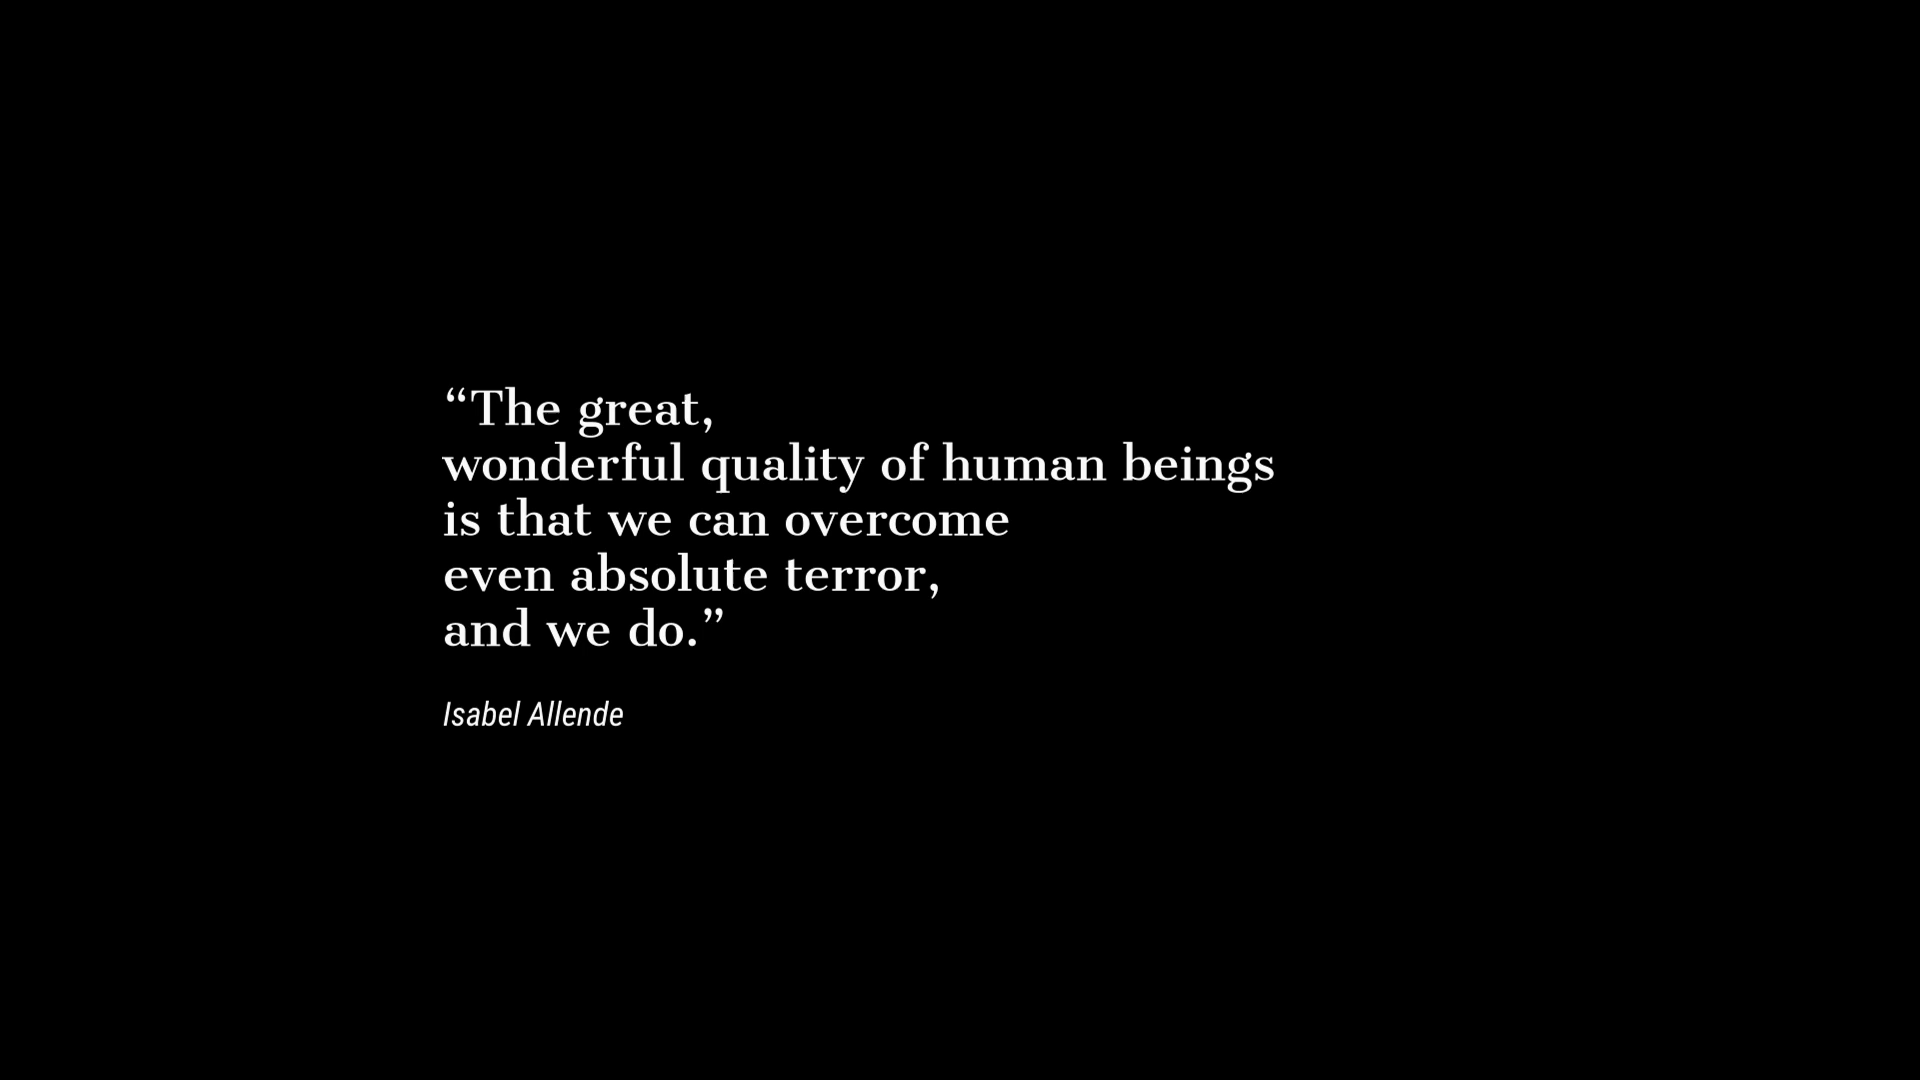 “The great,
wonderful quality of human beings
is that we can overcome
even absolute terror,
and we do.”
Isabel Allende